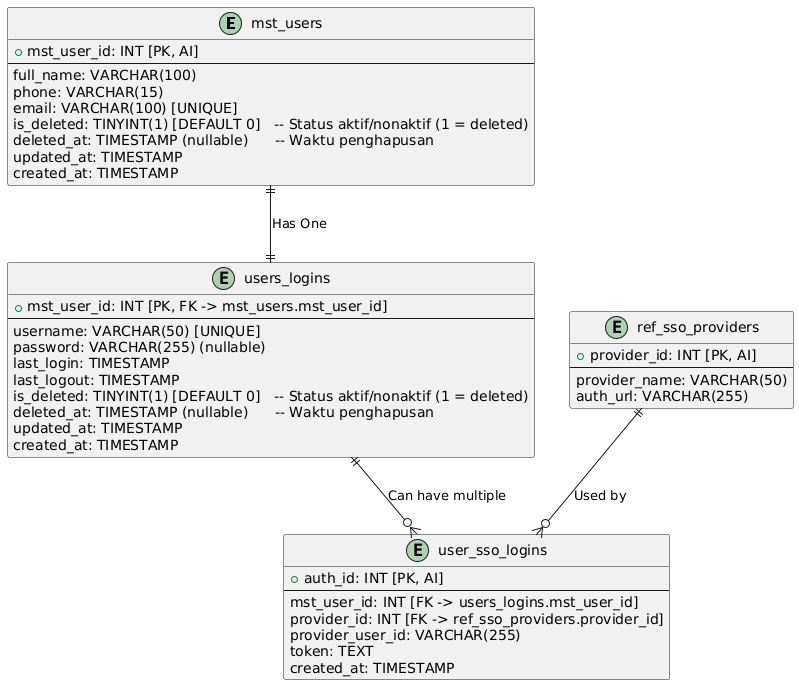 E mst_users
mst_user_id: INT [PK, AI]
full_name: VARCHAR(100)
phone: VARCHAR(15)
email: VARCHAR(100) [UNIQUE]
is_deleted: TINYINT(1) [DEFAULT 0]   -- Status aktif/nonaktif (1 = deleted)
deleted_at: TIMESTAMP (nullable)      -- Waktu penghapusan
updated_at: TIMESTAMP
created_at: TIMESTAMP
Has One
E users_logins
mst_user_id: INT [PK, FK -> mst_users.mst_user_id]
username: VARCHAR(50) [UNIQUE]
password: VARCHAR(255) (nullable)
last_login: TIMESTAMP
last_logout: TIMESTAMP
is_deleted: TINYINT(1) [DEFAULT 0]   -- Status aktif/nonaktif (1 = deleted)
deleted_at: TIMESTAMP (nullable)      -- Waktu penghapusan
updated_at: TIMESTAMP
created_at: TIMESTAMP
E ref_sso_providers
provider_id: INT [PK, AI]
provider_name: VARCHAR(50)
auth_url: VARCHAR(255)
Can have multiple
Used by
E user_sso_logins
auth_id: INT [PK, AI]
mst_user_id: INT [FK -> users_logins.mst_user_id]
provider_id: INT [FK -> ref_sso_providers.provider_id]
provider_user_id: VARCHAR(255)
token: TEXT
created_at: TIMESTAMP